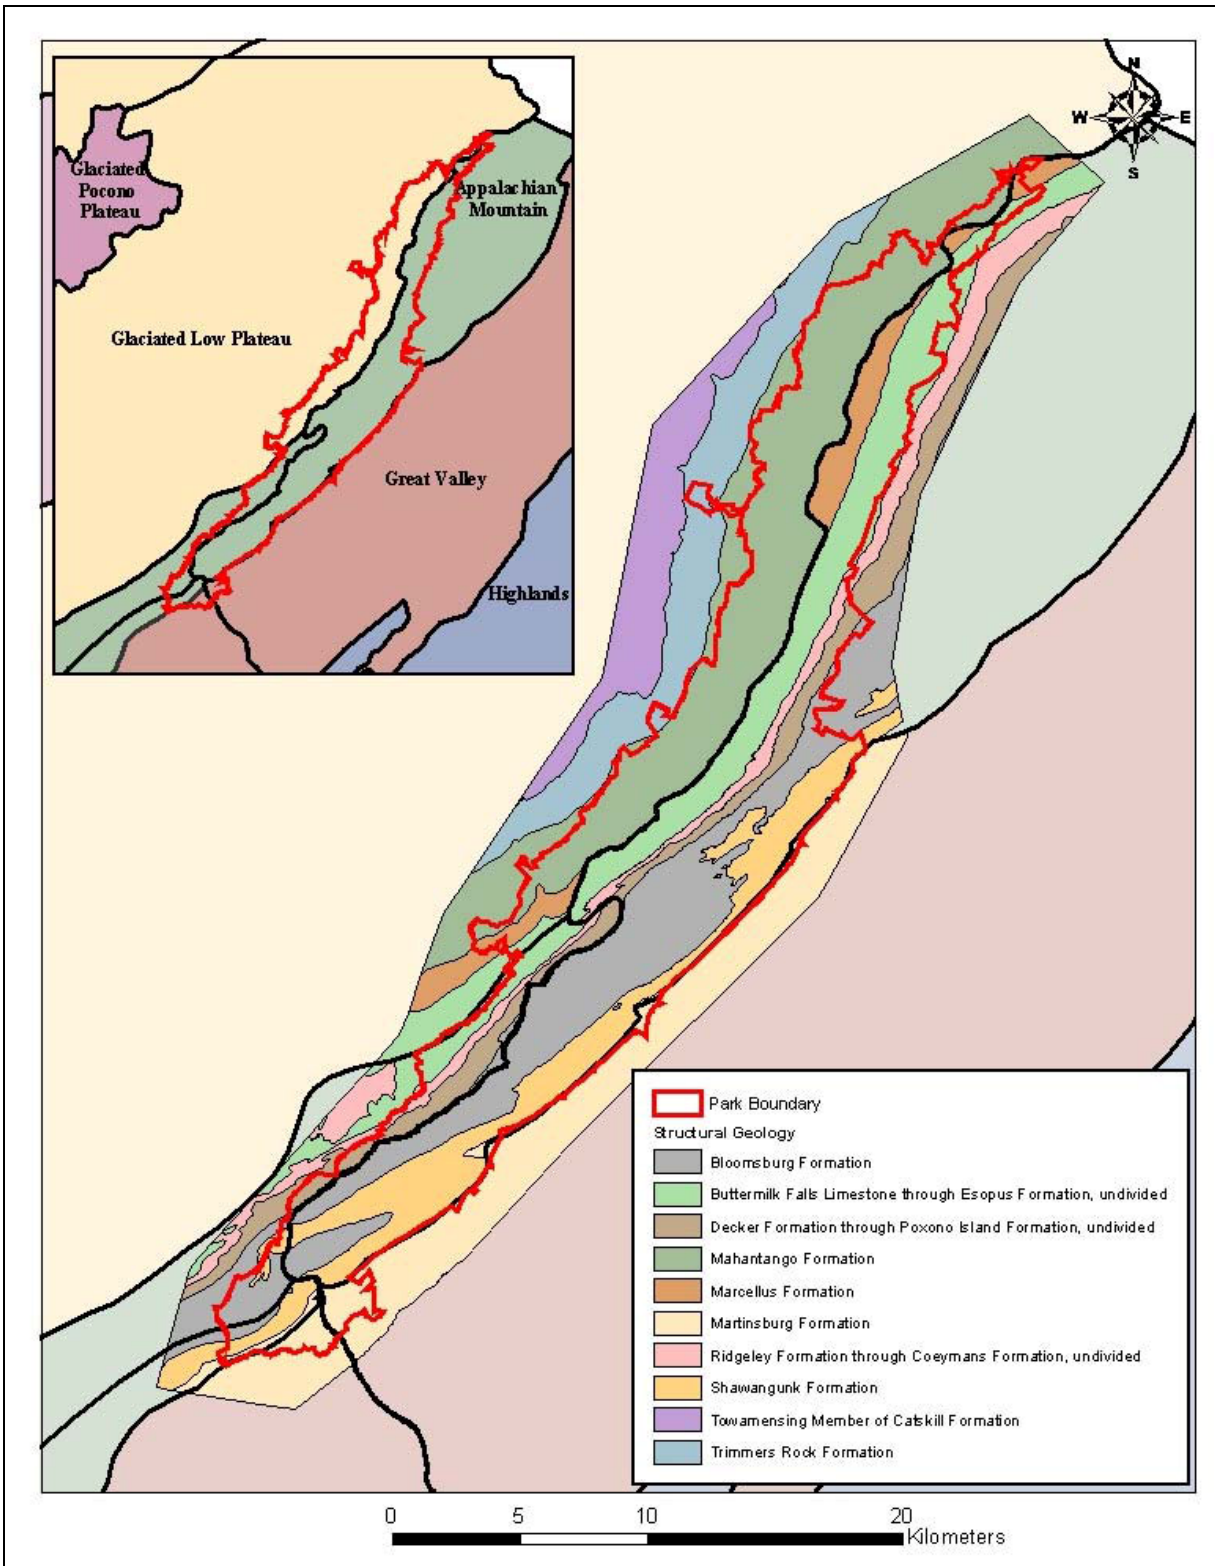 N
W E
S
Glaciated
Pocono
Plateau
Appalachian
Mountain
Glaciated Low Plateau
Great Valley
Highlands
Park Boundary
Structural Geology
Bloomsburg Formation
Buttermilk Falls Limestone through Esopus Formation, undivided
Decker Formation through Poxono Island Formation, undivided
Mahantango Formation
Marcellus Formation
Martinsburg Formation
Ridgeley Formation through Coeymans Formation, undivided
Shawangunk Formation
Towamensing Member of Catskill Formation
Trimmers Rock Formation
0 5 10 20
Kilometers